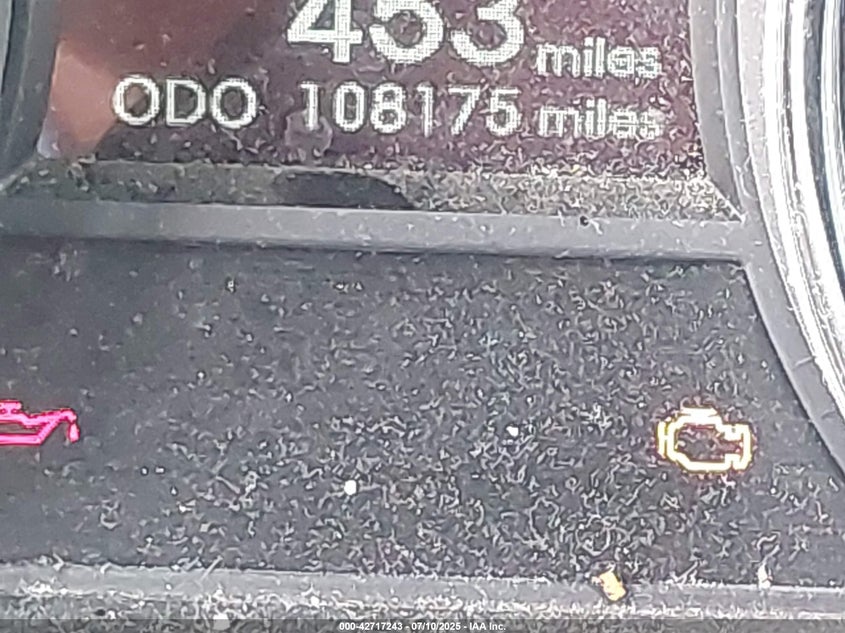 453 miles
ODO 108175 miles
000-42717243 - 07/10/2025 - IAA Inc.